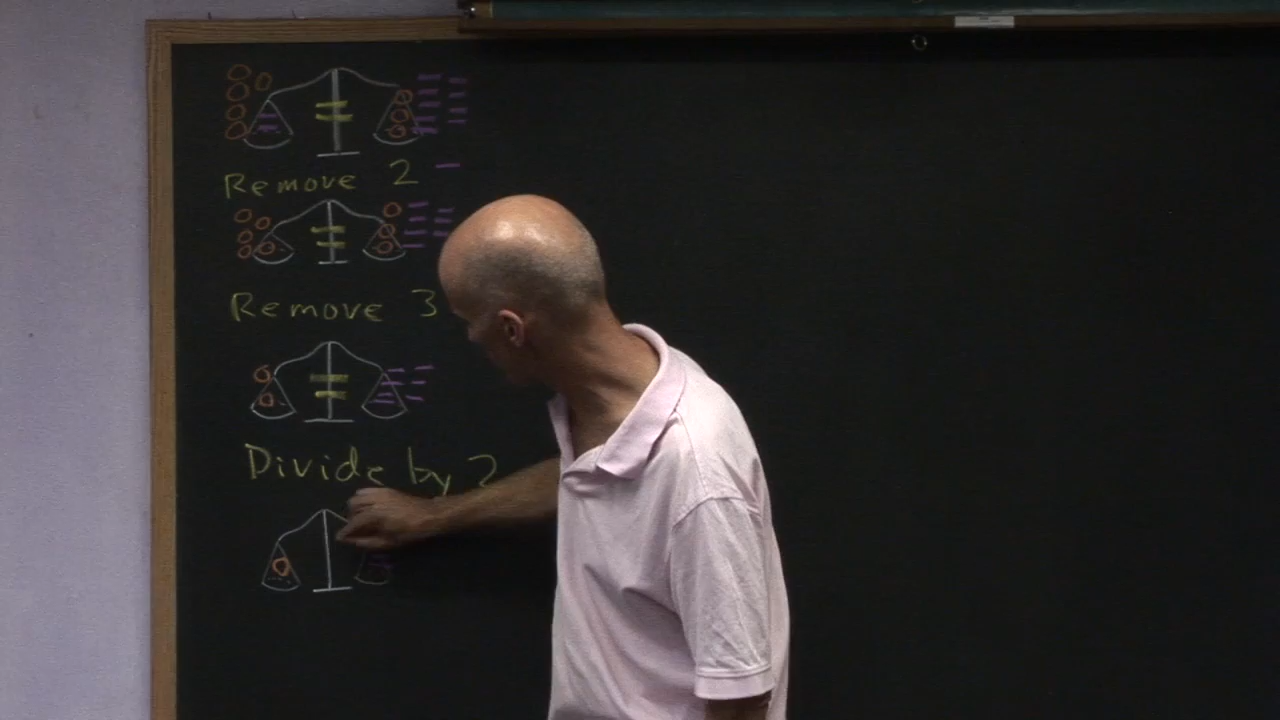 =
Remove 2 −
=
Remove 3
=
Divide by 2